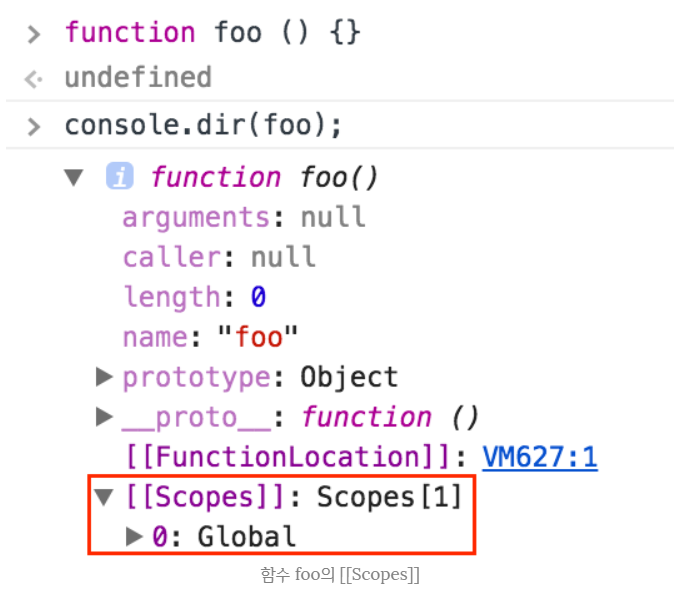 > function foo () {}
<· undefined
> console.dir(foo);
▼ i function foo()
arguments: null
caller: null
length: 0
name: "foo"
▶ prototype: Object
▶ __proto__: function ()
[[FunctionLocation]]: VM627:1
▼ [[Scopes]]: Scopes[1]
▶ 0: Global
함수 foo의 [[Scopes]]